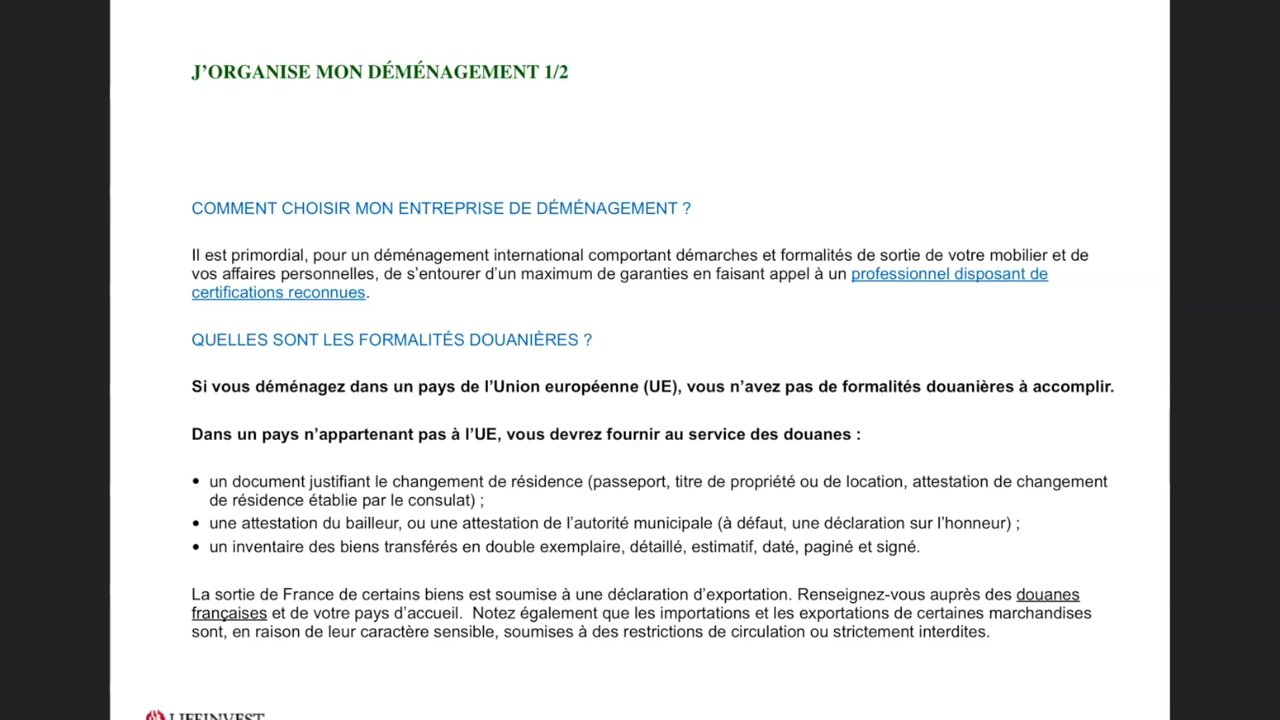 J’ORGANISE MON DÉMÉNAGEMENT 1/2
COMMENT CHOISIR MON ENTREPRISE DE DÉMÉNAGEMENT ?
Il est primordial, pour un déménagement international comportant démarches et formalités de sortie de votre mobilier et de
vos affaires personnelles, de s’entourer d’un maximum de garanties en faisant appel à un professionnel disposant de
certifications reconnues.
QUELLES SONT LES FORMALITÉS DOUANIÈRES ?
Si vous déménagez dans un pays de l’Union européenne (UE), vous n’avez pas de formalités douanières à accomplir.
Dans un pays n’appartenant pas à l’UE, vous devrez fournir au service des douanes :
• un document justifiant le changement de résidence (passeport, titre de propriété ou de location, attestation de changement
de résidence établie par le consulat) ;
• une attestation du bailleur, ou une attestation de l’autorité municipale (à défaut, une déclaration sur l’honneur) ;
• un inventaire des biens transférés en double exemplaire, détaillé, estimatif, daté, paginé et signé.
La sortie de France de certains biens est soumise à une déclaration d’exportation. Renseignez-vous auprès des douanes
françaises et de votre pays d’accueil.  Notez également que les importations et les exportations de certaines marchandises
sont, en raison de leur caractère sensible, soumises à des restrictions de circulation ou strictement interdites.
LIFEINVEST